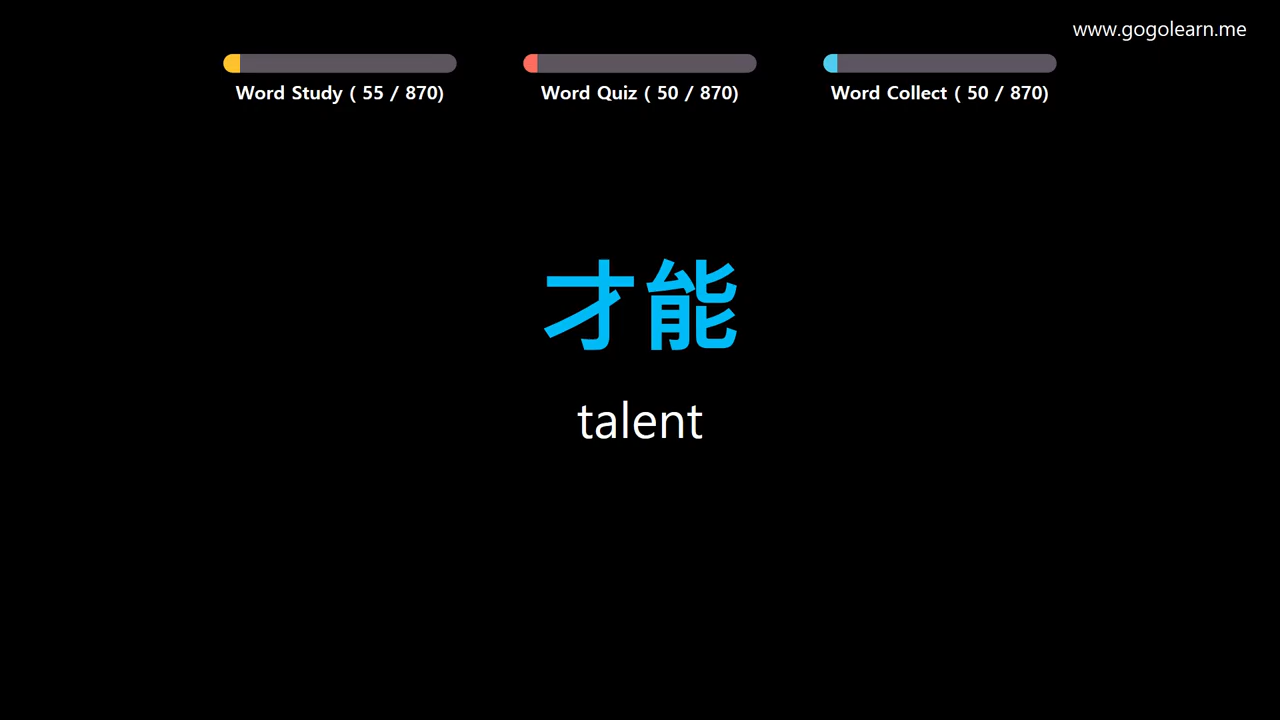 www.gogolearn.me
Word Study ( 55 / 870)
Word Quiz ( 50 / 870)
Word Collect ( 50 / 870)
才能
talent